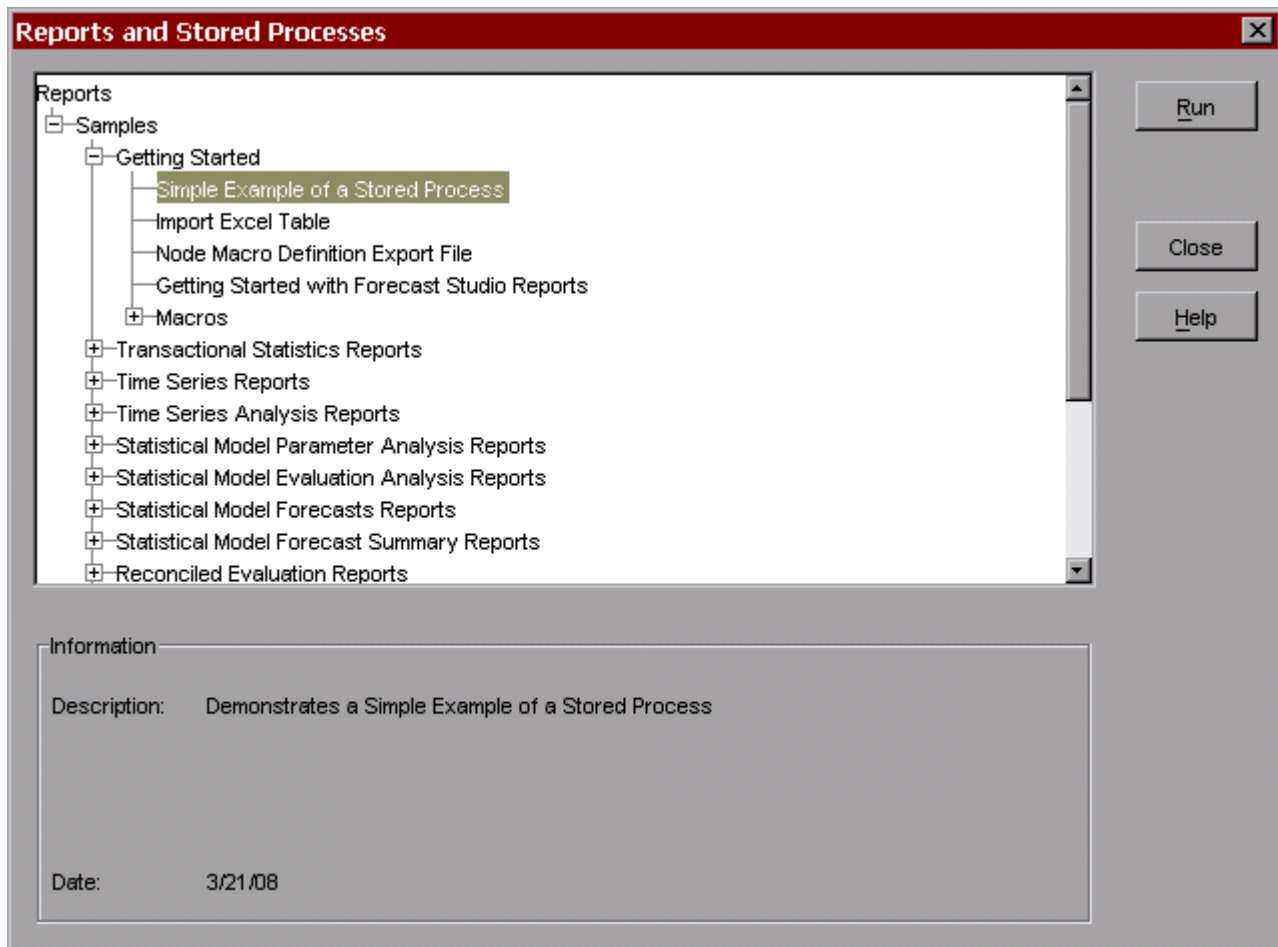 Reports and Stored Processes
Reports
Samples
Getting Started
Simple Example of a Stored Process
Import Excel Table
Node Macro Definition Export File
Getting Started with Forecast Studio Reports
Macros
Transactional Statistics Reports
Time Series Reports
Time Series Analysis Reports
Statistical Model Parameter Analysis Reports
Statistical Model Evaluation Analysis Reports
Statistical Model Forecasts Reports
Statistical Model Forecast Summary Reports
Reconciled Evaluation Reports
Run
Close
Help
Information
Description: Demonstrates a Simple Example of a Stored Process
Date: 3/21/08